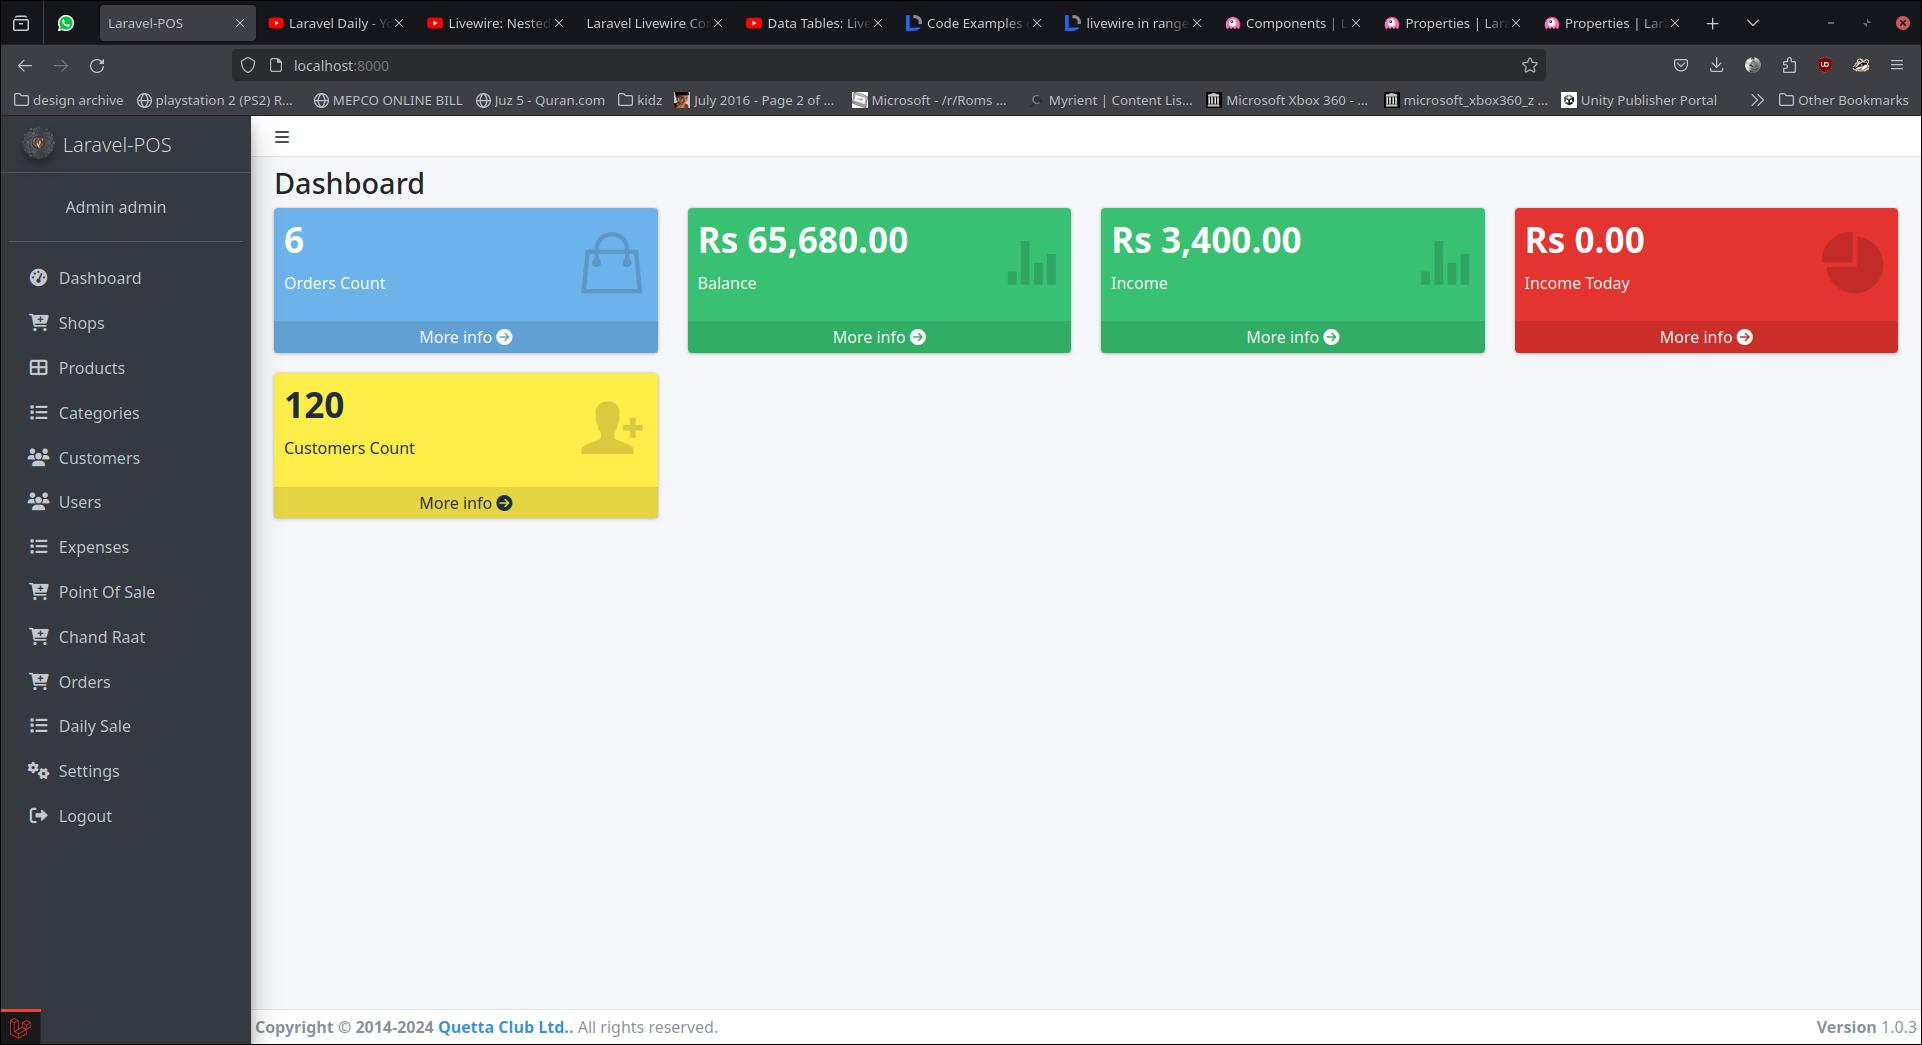 Laravel-POS
Laravel Daily - Y
Livewire: Nested
Laravel Livewire Co
Data Tables: Live
Code Examples
livewire in range
Components | L
Properties | Lar
Properties | Lar
localhost:8000
design archive
playstation 2 (PS2) R...
MEPCO ONLINE BILL
Juz 5 - Quran.com
kidz
July 2016 - Page 2 of ...
Microsoft - /r/Roms ...
Myrient | Content Lis...
Microsoft Xbox 360 - ...
microsoft_xbox360_z ...
Unity Publisher Portal
Other Bookmarks
Laravel-POS
Admin admin
Dashboard
Shops
Products
Categories
Customers
Users
Expenses
Point Of Sale
Chand Raat
Orders
Daily Sale
Settings
Logout
Dashboard
6
Orders Count
More info
Rs 65,680.00
Balance
More info
Rs 3,400.00
Income
More info
Rs 0.00
Income Today
More info
120
Customers Count
More info
Copyright © 2014-2024 Quetta Club Ltd.. All rights reserved.
Version 1.0.3